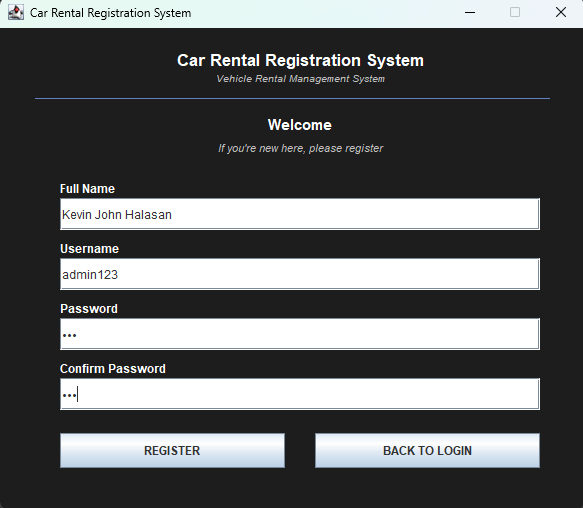 Car Rental Registration System
Car Rental Registration System
Vehicle Rental Management System
Welcome
If you're new here, please register
Full Name
Kevin John Halasan
Username
admin123
Password
•••
Confirm Password
•••
REGISTER
BACK TO LOGIN